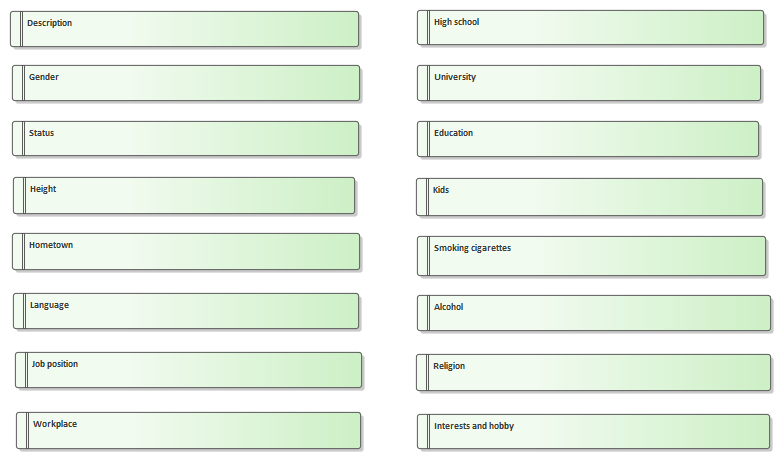 Description
Gender
Status
Height
Hometown
Language
Job position
Workplace
High school
University
Education
Kids
Smoking cigarettes
Alcohol
Religion
Interests and hobby